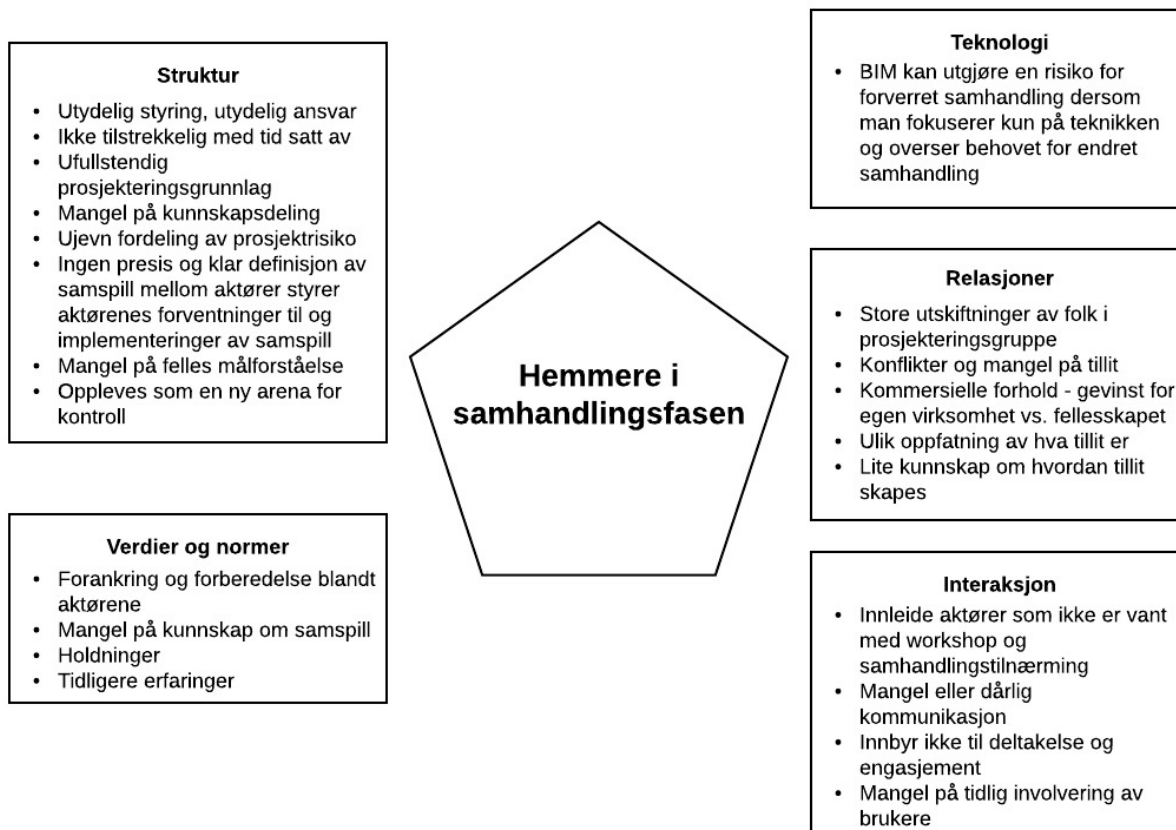 Struktur
• Utydelig styring, utydelig ansvar
• Ikke tilstrekkelig med tid satt av
• Ufullstendig
prosjekteringsgrunnlag
• Mangel på kunnskapsdeling
• Ujevn fordeling av prosjektrisiko
• Ingen presis og klar definisjon av
samspill mellom aktører styrer
aktørenes forventninger til og
implementeringer av samspill
• Mangel på felles målforståelse
• Oppleves som en ny arena for
kontroll
Verdier og normer
• Forankring og forberedelse blandt
aktørene
• Mangel på kunnskap om samspill
• Holdninger
• Tidligere erfaringer
Hemmere i
samhandlingsfasen
Teknologi
• BIM kan utgjøre en risiko for
forverret samhandling dersom
man fokuserer kun på teknikken
og overser behovet for endret
samhandling
Relasjoner
• Store utskiftninger av folk i
prosjekteringsgruppe
• Konflikter og mangel på tillit
• Kommersielle forhold - gevinst for
egen virksomhet vs. fellesskapet
• Ulik oppfatning av hva tillit er
• Lite kunnskap om hvordan tillit
skapes
Interaksjon
• Innleide aktører som ikke er vant
med workshop og
samhandlingstilnærming
• Mangel eller dårlig
kommunikasjon
• Innbyr ikke til deltakelse og
engasjement
• Mangel på tidlig involvering av
brukere